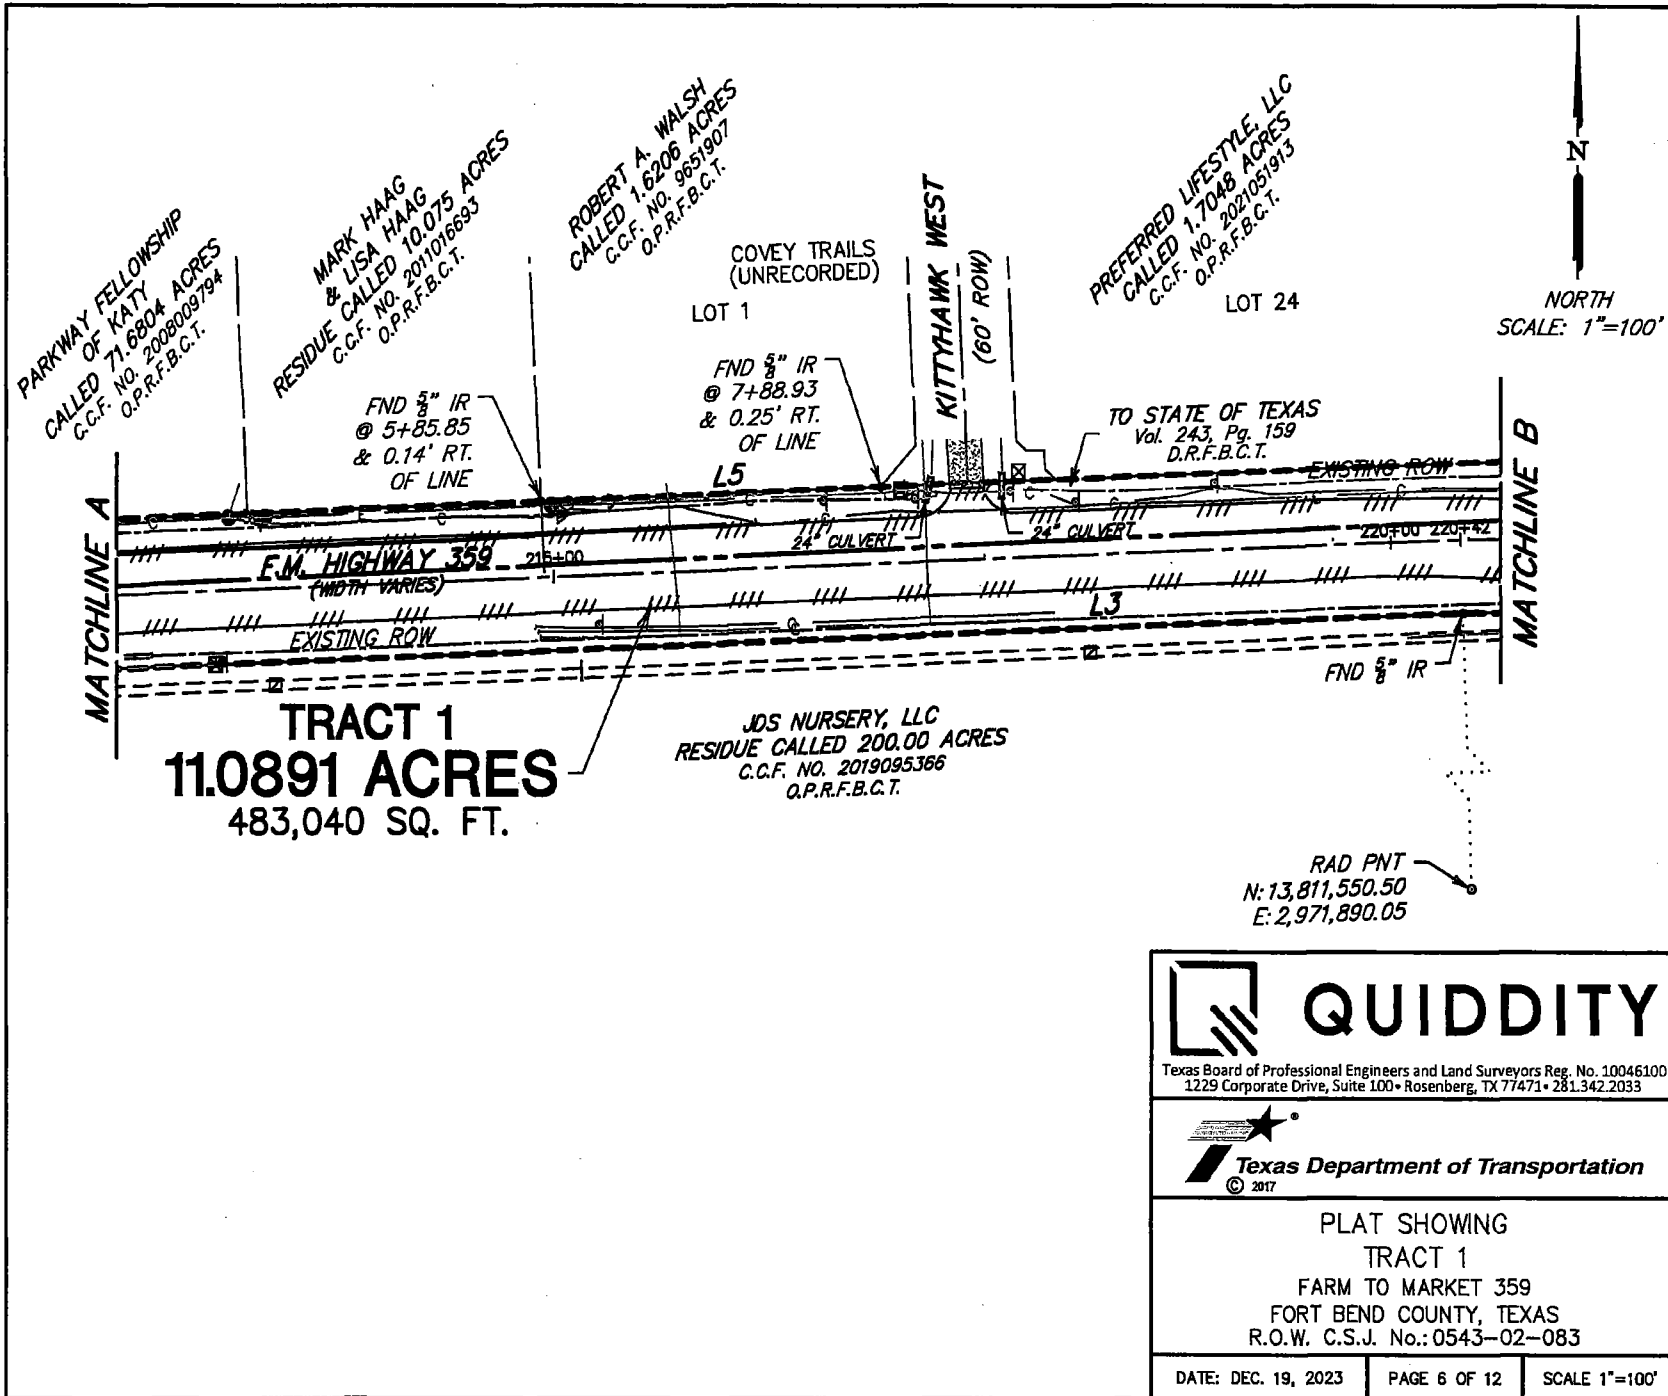 PARKWAY FELLOWSHIP
OF KATY
CALLED 71.6804 ACRES
C.C.F. NO. 2008009794
O.P.R.F.B.C.T.
MARK HAAG
& LISA HAAG
RESIDUE CALLED 10.075 ACRES
C.C.F. NO. 2011016693
O.P.R.F.B.C.T.
ROBERT A. WALSH
CALLED 1.6206 ACRES
C.C.F. NO. 9651907
O.P.R.F.B.C.T.
COVEY TRAILS
(UNRECORDED)
LOT 1
KITTYHAWK WEST
(60' ROW)
PREFERRED LIFESTYLE, LLC
CALLED 1.7048 ACRES
C.C.F. NO. 2021051913
O.P.R.F.B.C.T.
LOT 24
N
NORTH
SCALE: 1"=100'
FND 5/8" IR
@ 5+85.85
& 0.14' RT.
OF LINE
FND 5/8" IR
@ 7+88.93
& 0.25' RT.
OF LINE
TO STATE OF TEXAS
Vol. 243, Pg. 159
D.R.F.B.C.T.
EXISTING ROW
L5
MATCHLINE A
MATCHLINE B
24" CULVERT
24" CULVERT
F.M. HIGHWAY 359
(WIDTH VARIES)
215+00
220+00
220+42
L3
EXISTING ROW
FND 5/8" IR
TRACT 1
11.0891 ACRES
483,040 SQ. FT.
JDS NURSERY, LLC
RESIDUE CALLED 200.00 ACRES
C.C.F. NO. 2019095366
O.P.R.F.B.C.T.
RAD PNT
N: 13,811,550.50
E: 2,971,890.05
QUIDDITY
Texas Board of Professional Engineers and Land Surveyors Reg. No. 10046100
1229 Corporate Drive, Suite 100 • Rosenberg, TX 77471 • 281.342.2033
®
Texas Department of Transportation
© 2017
PLAT SHOWING
TRACT 1
FARM TO MARKET 359
FORT BEND COUNTY, TEXAS
R.O.W. C.S.J. No.: 0543-02-083
DATE: DEC. 19, 2023
PAGE 6 OF 12
SCALE 1"=100'